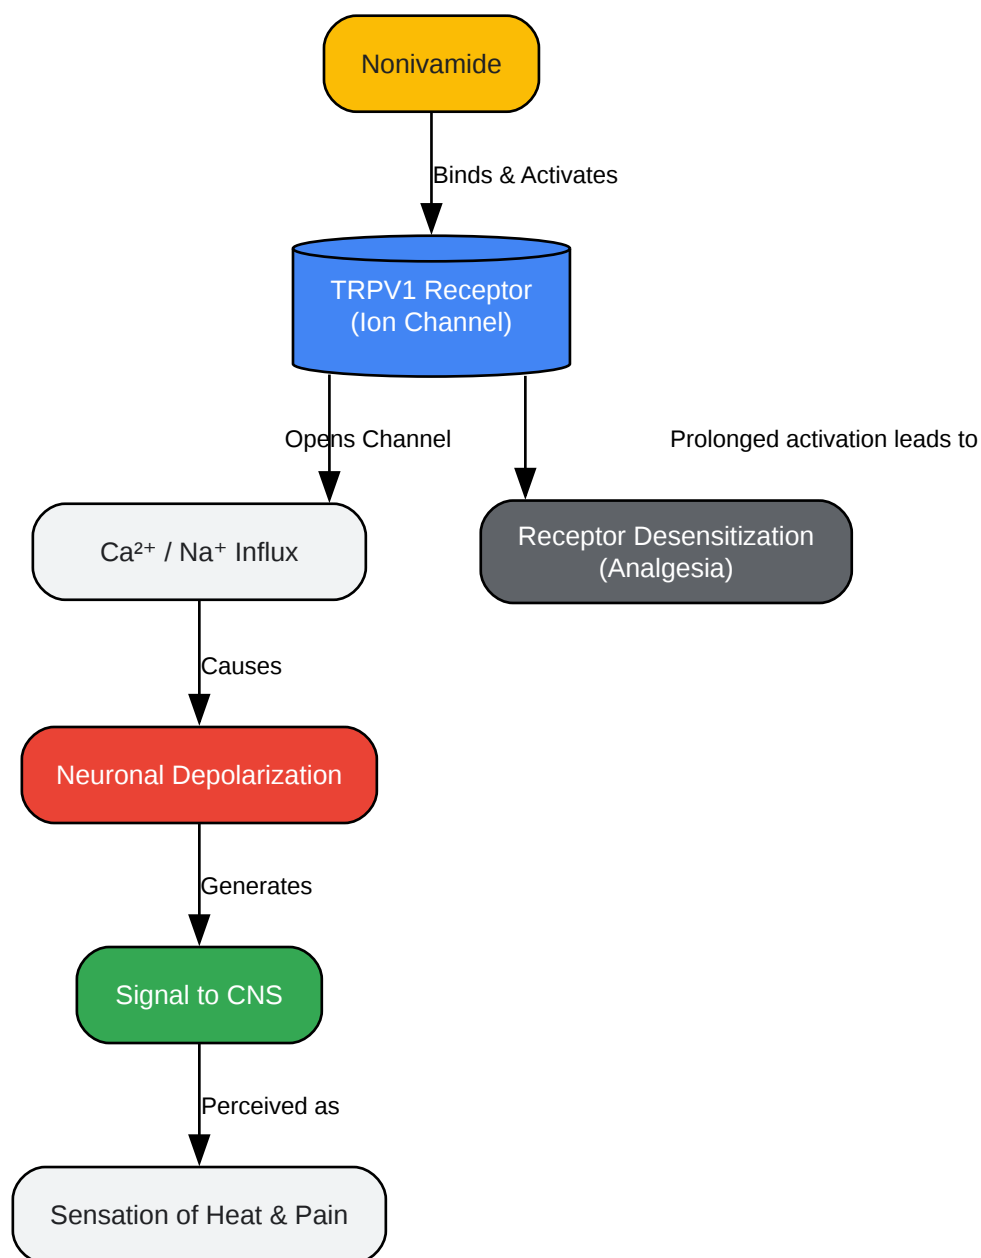 Nonivamide
Binds & Activates
TRPV1 Receptor
(Ion Channel)
Opens Channel
Prolonged activation leads to
Ca²⁺ / Na⁺ Influx
Receptor Desensitization
(Analgesia)
Causes
Neuronal Depolarization
Generates
Signal to CNS
Perceived as
Sensation of Heat & Pain